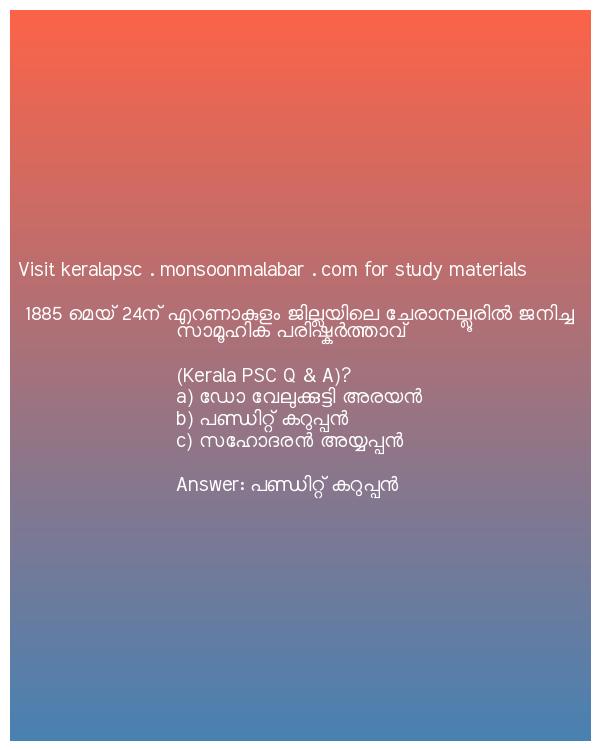 Visit keralapsc . monsoonmalabar . com for study materials
1885 മെയ് 24ന് എറണാകുളം ജില്ലയിലെ ചേരാനല്ലൂരിൽ ജനിച്ച
സാമൂഹിക പരിഷ്കർത്താവ്
(Kerala PSC Q & A)?
a) ഡോ വേലുക്കുട്ടി അരയൻ
b) പണ്ഡിറ്റ് കറുപ്പൻ
c) സഹോദരൻ അയ്യപ്പൻ
Answer: പണ്ഡിറ്റ് കറുപ്പൻ